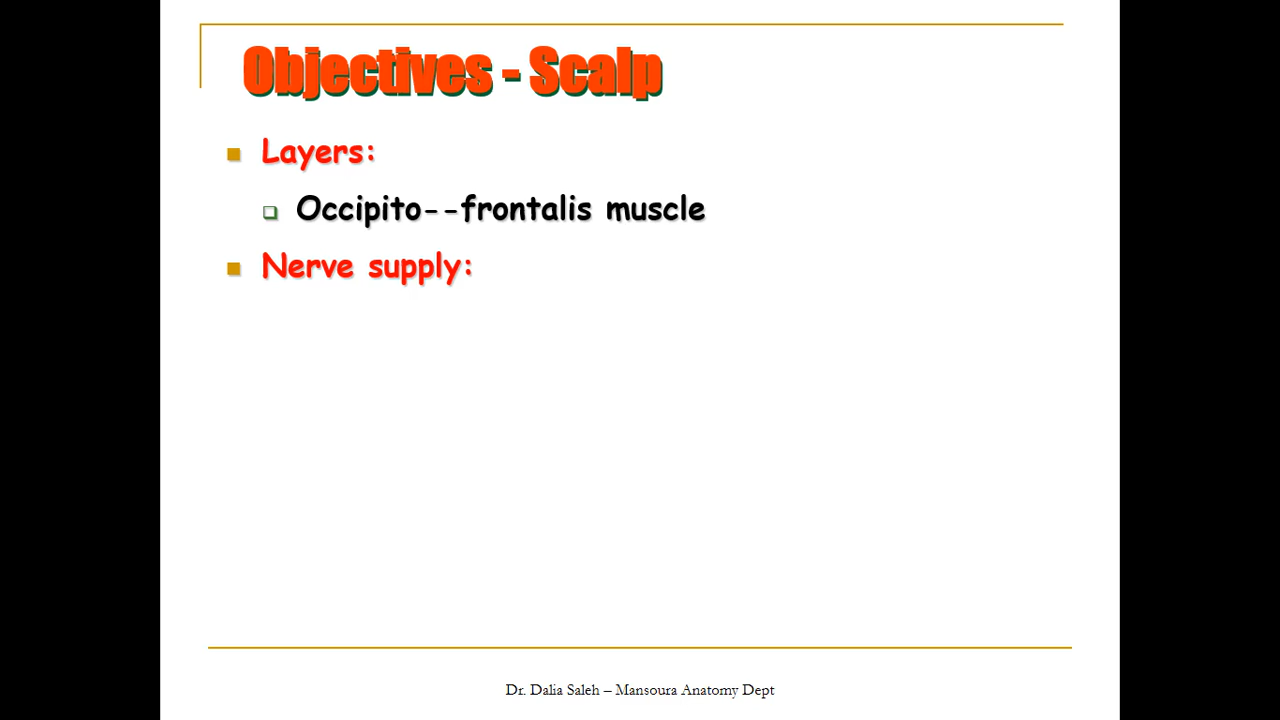 Objectives - Scalp
Layers:
Occipito--frontalis muscle
Nerve supply:
Dr. Dalia Saleh – Mansoura Anatomy Dept